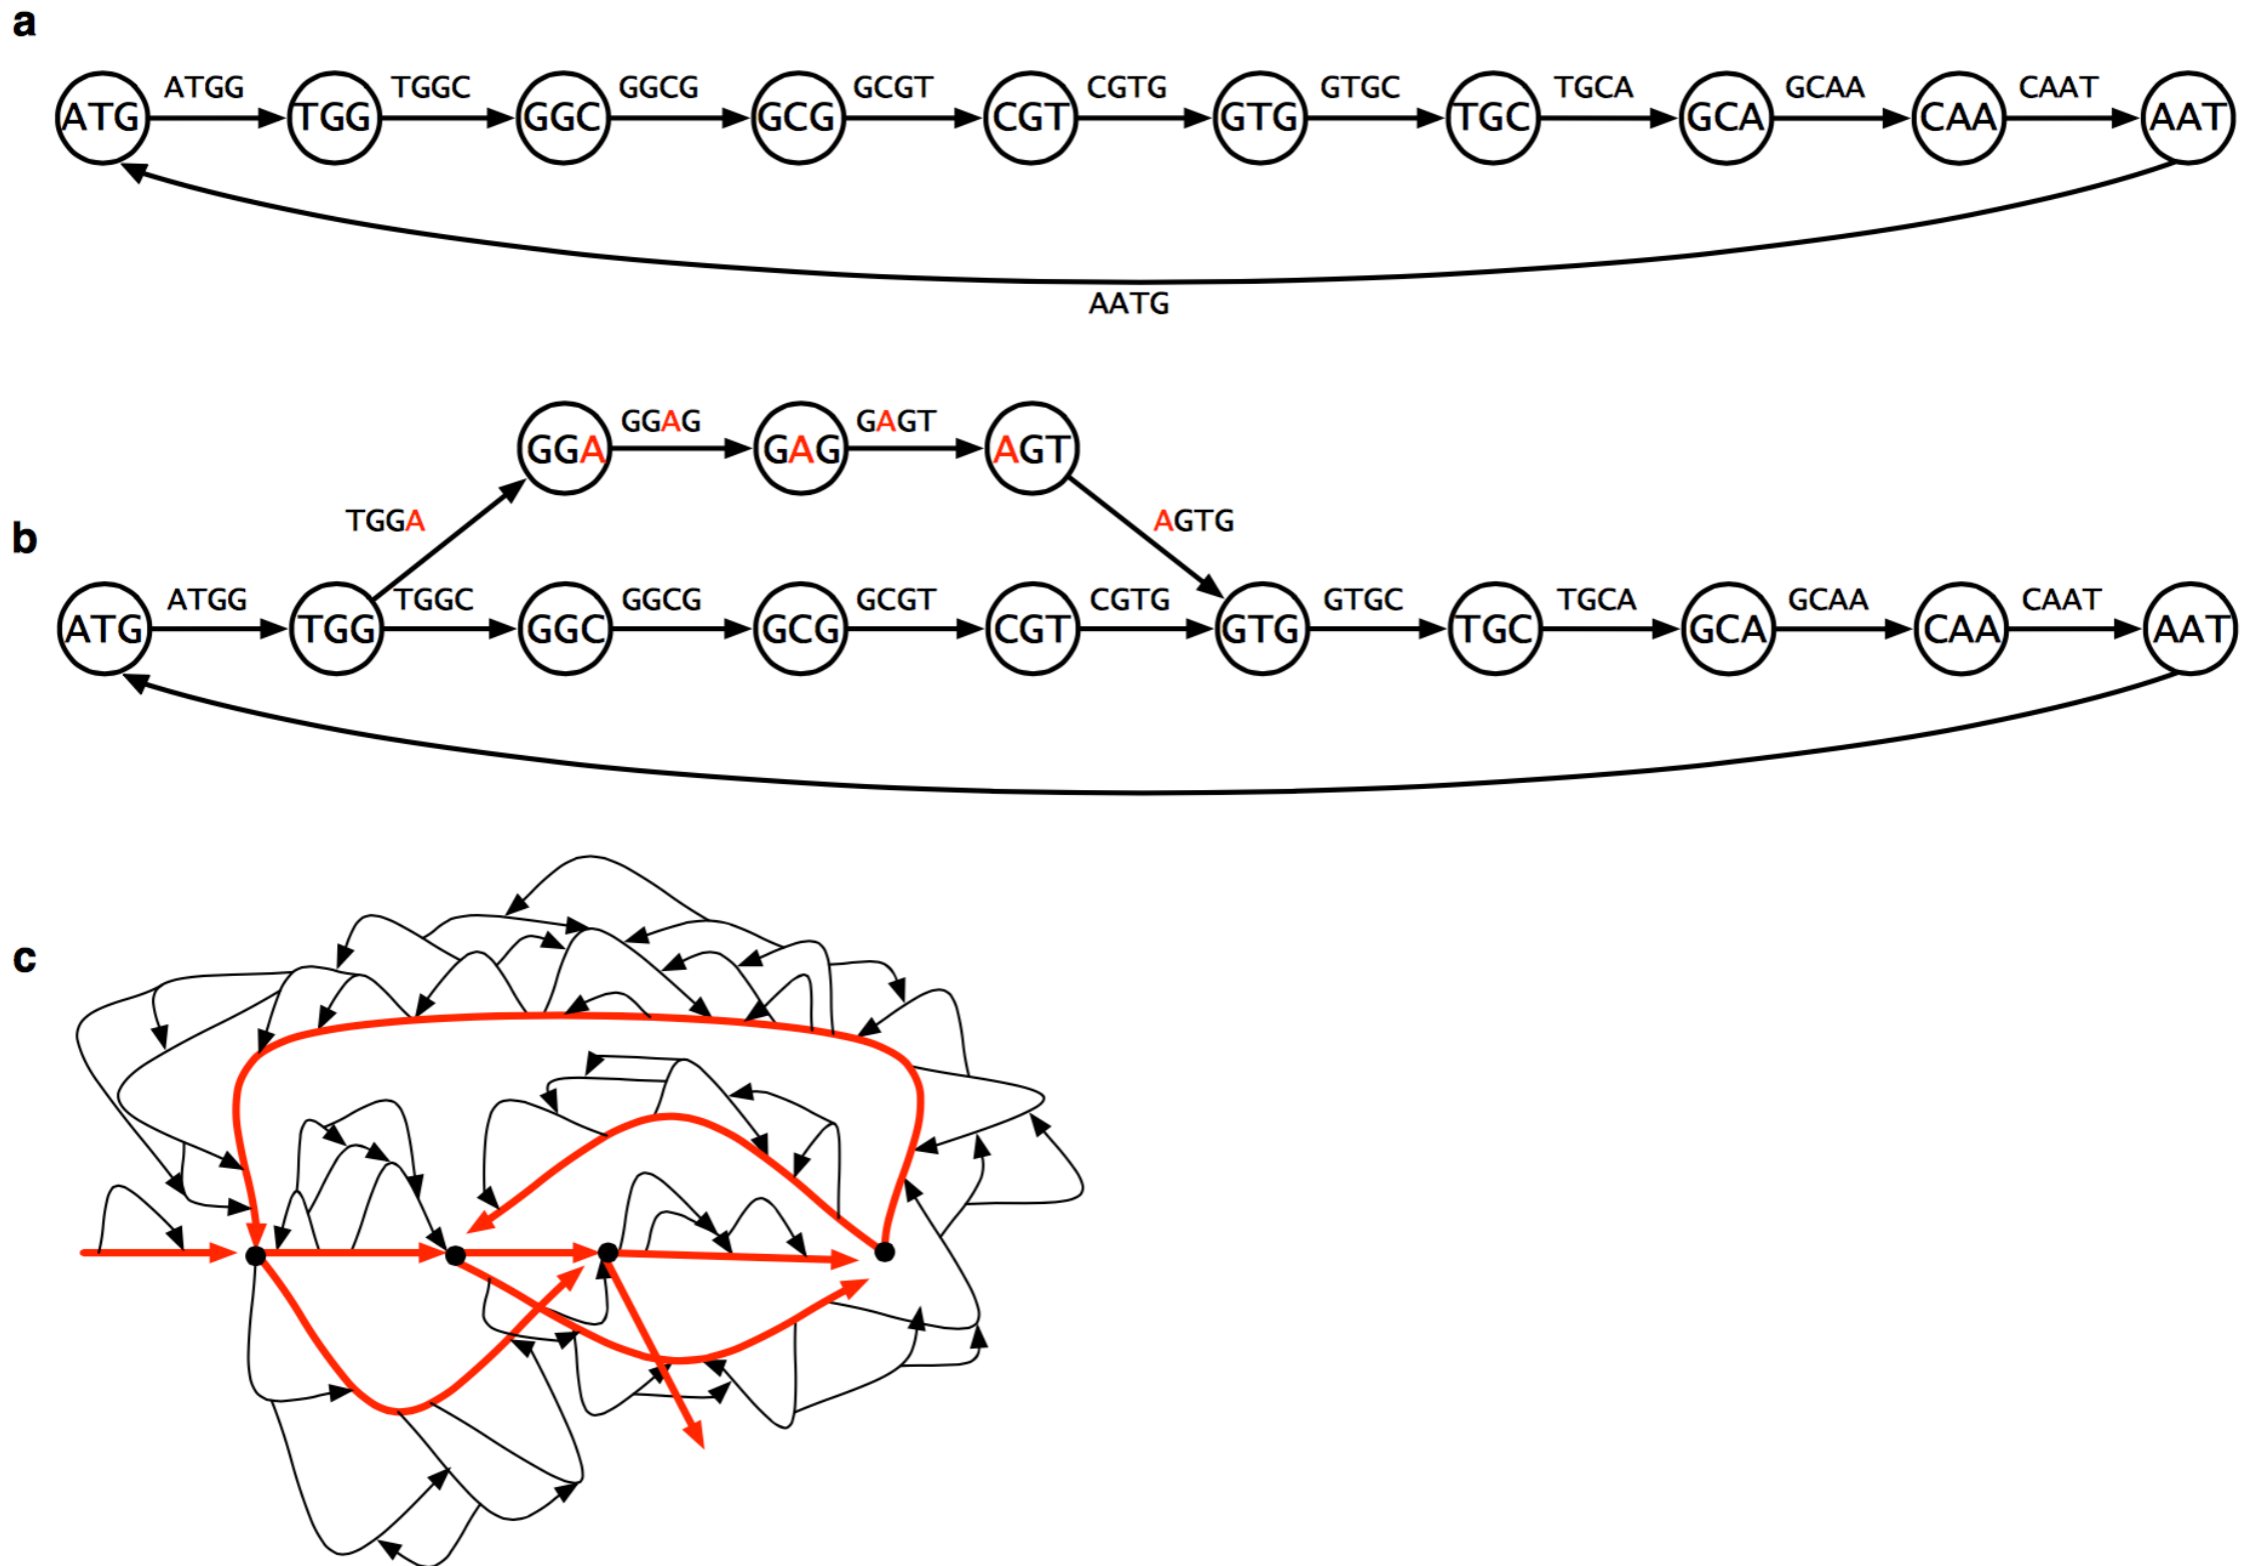 a
ATGG TGGC GGCG GCGT CGTG GTGC TGCA GCAA CAAT
ATG TGG GGC GCG CGT GTG TGC GCA CAA AAT
AATG
GGAG GAGT
GGA GAG AGT
TGGA AGTG
b
ATGG TGGC GGCG GCGT CGTG GTGC TGCA GCAA CAAT
ATG TGG GGC GCG CGT GTG TGC GCA CAA AAT
c